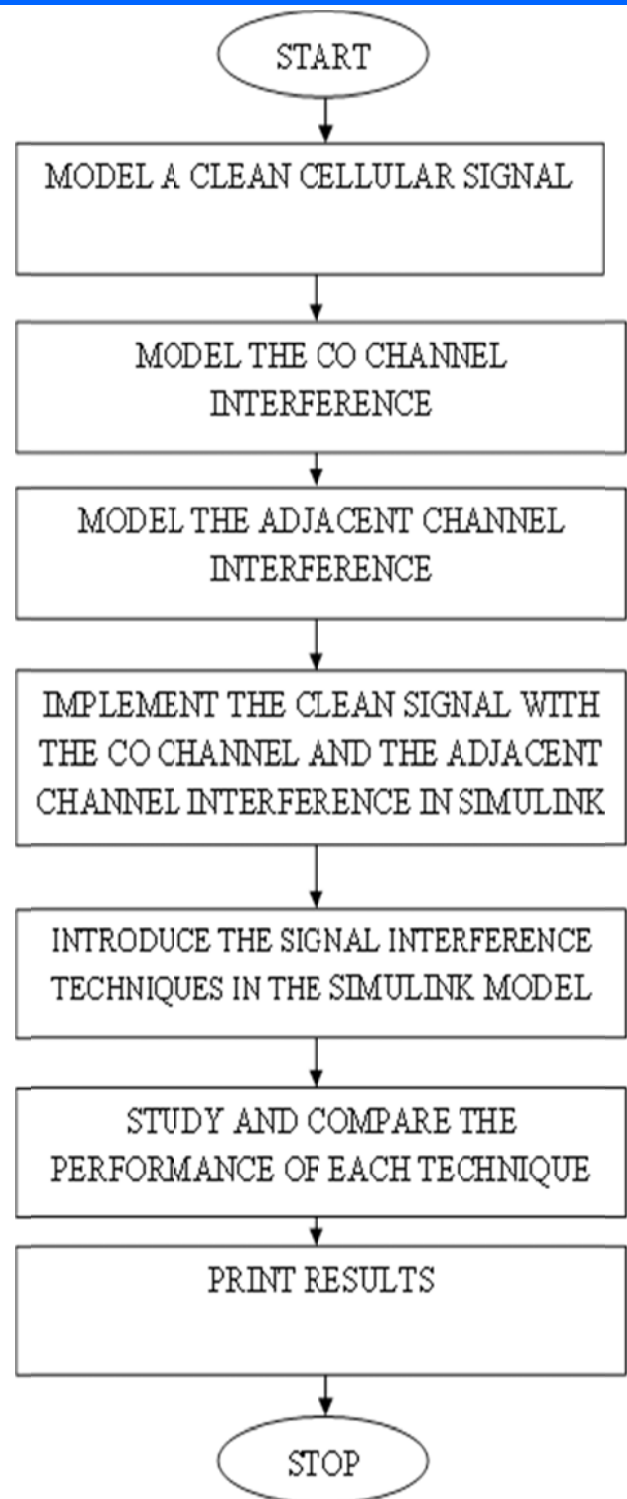 START
MODEL A CLEAN CELLULAR SIGNAL
MODEL THE CO CHANNEL
INTERFERENCE
MODEL THE ADJACENT CHANNEL
INTERFERENCE
IMPLEMENT THE CLEAN SIGNAL WITH
THE CO CHANNEL AND THE ADJACENT
CHANNEL INTERFERENCE IN SIMULINK
INTRODUCE THE SIGNAL INTERFERENCE
TECHNIQUES IN THE SIMULINK MODEL
STUDY AND COMPARE THE
PERFORMANCE OF EACH TECHNIQUE
PRINT RESULTS
STOP